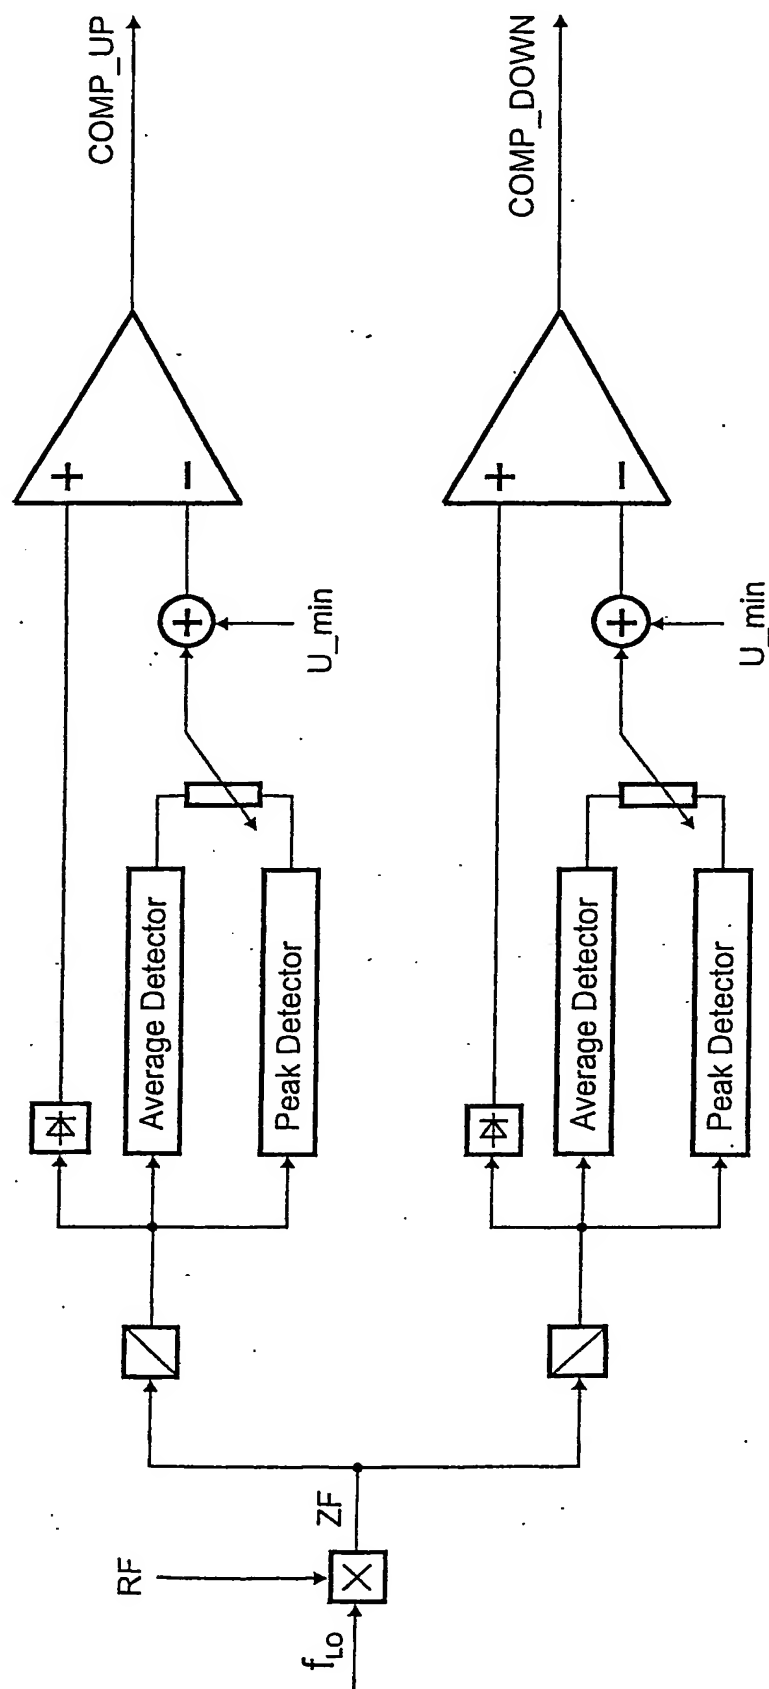 COMP_UP
COMP_DOWN
+
−
+
−
+
U_min
+
U_min
Average Detector
Peak Detector
Average Detector
Peak Detector
ZF
RF
×
f_LO